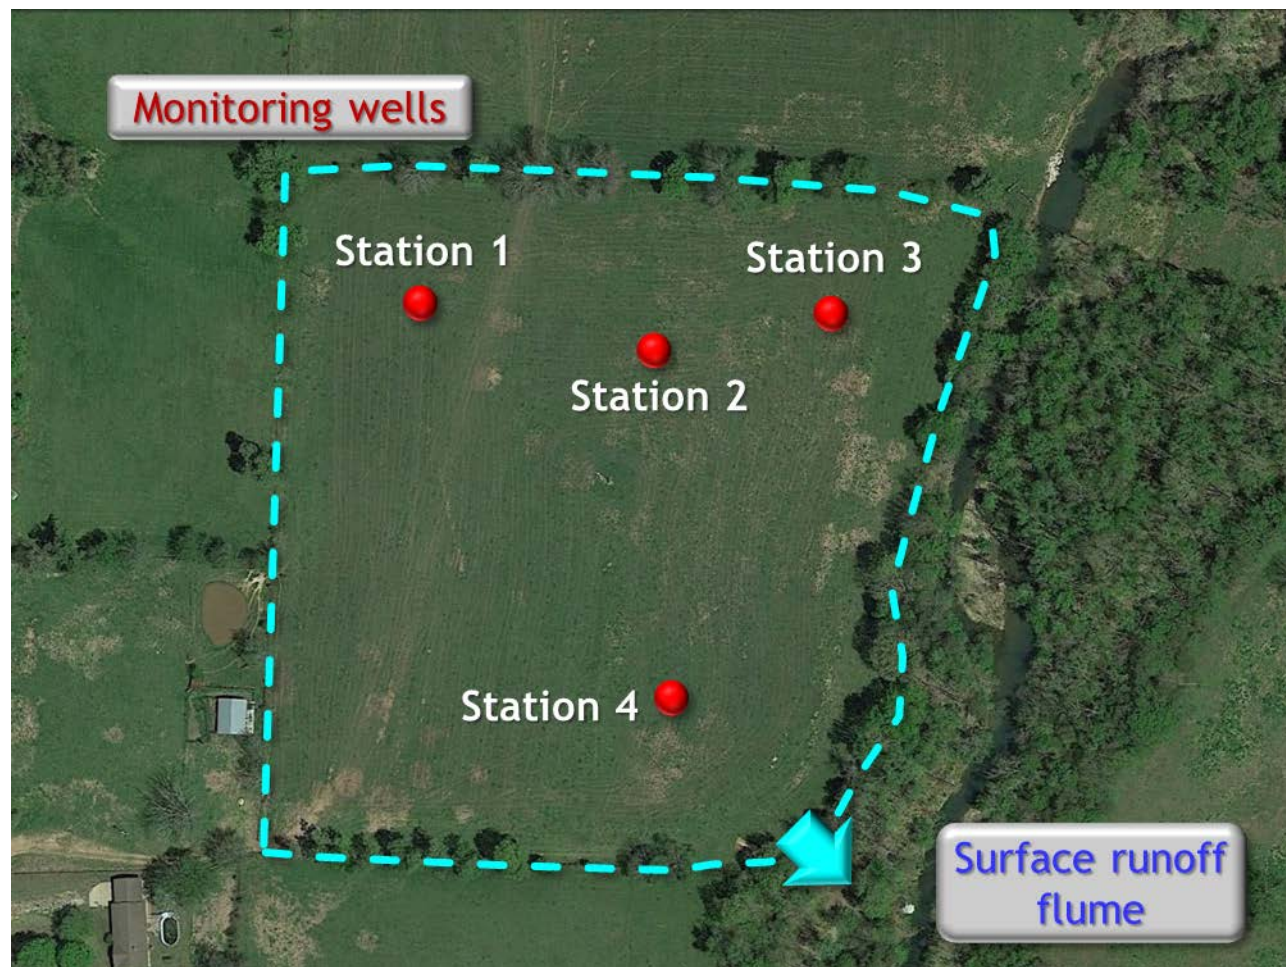 Monitoring wells
Station 1
Station 3
Station 2
Station 4
Surface runoff
flume